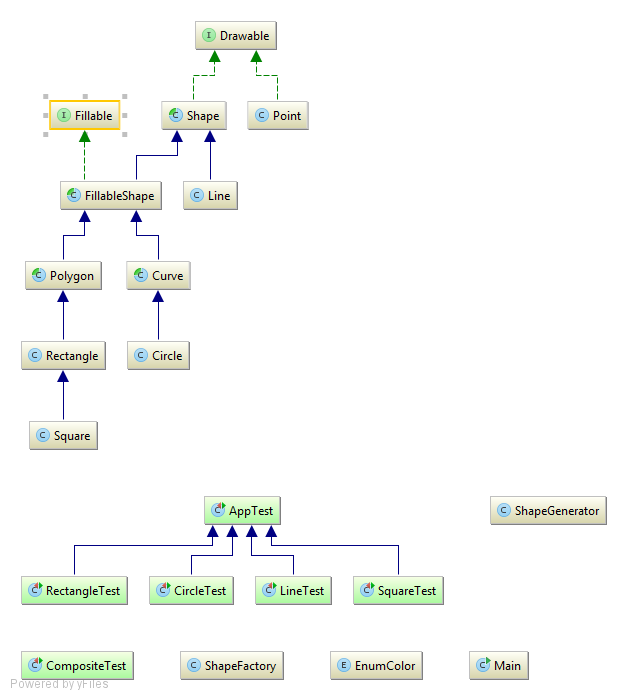 I Drawable
I Fillable
C Shape
C Point
C FillableShape
C Line
C Polygon
C Curve
C Rectangle
C Circle
C Square
C AppTest
C ShapeGenerator
C RectangleTest
C CircleTest
C LineTest
C SquareTest
C CompositeTest
C ShapeFactory
E EnumColor
C Main
Powered by yFiles